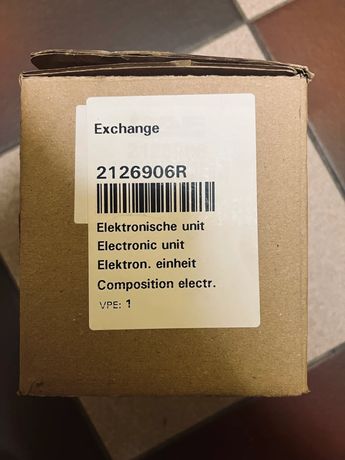 Exchange
2126906R
Elektronische unit
Electronic unit
Elektron. einheit
Composition electr.
VPE: 1